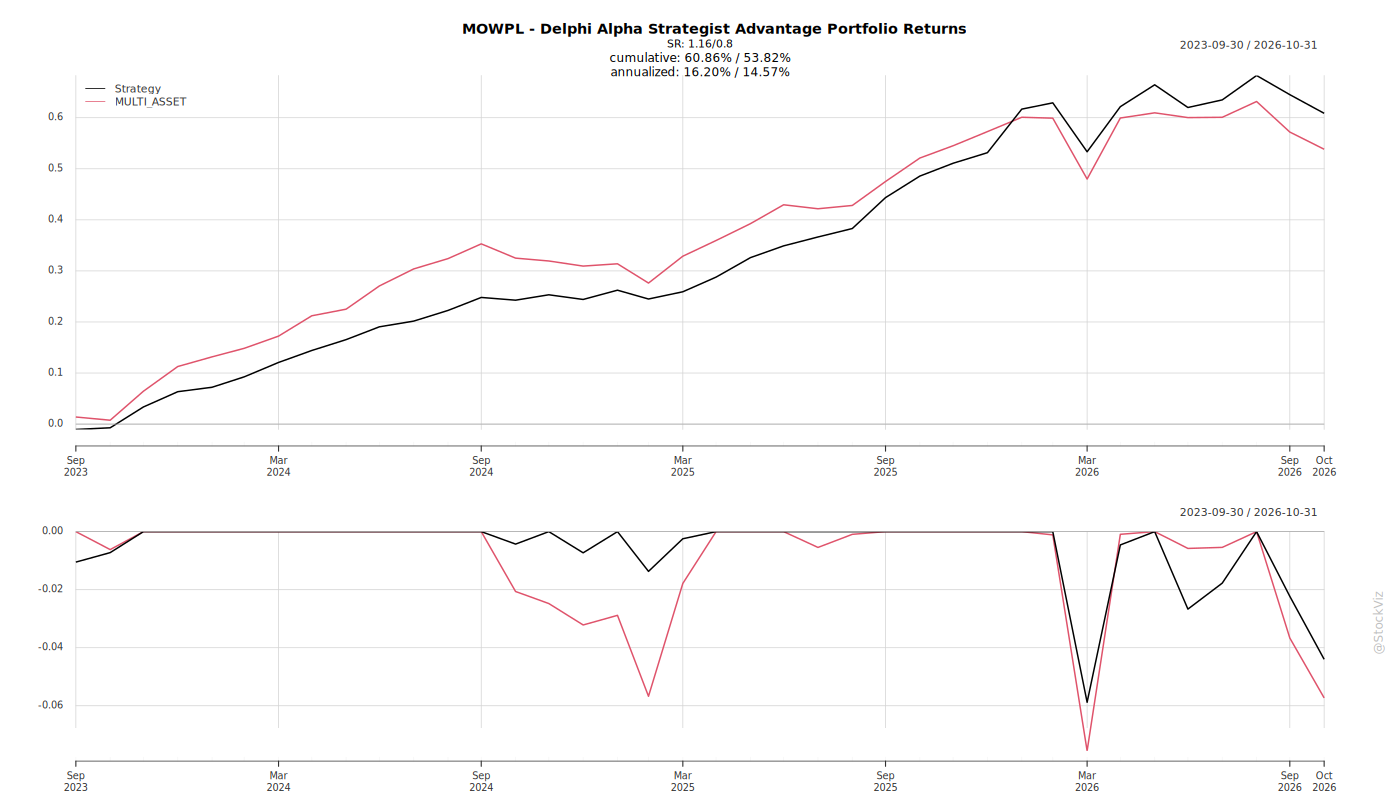 MOWPL - Delphi Alpha Strategist Advantage Portfolio Returns
SR: 1.16/0.8
cumulative: 60.86% / 53.82%
annualized: 16.20% / 14.57%
2023-09-30 / 2026-10-31
Strategy
MULTI_ASSET
0.6
0.5
0.4
0.3
0.2
0.1
0.0
Sep Mar Sep Mar Sep Mar Sep Oct
2023 2024 2024 2025 2025 2026 2026 2026
2023-09-30 / 2026-10-31
0.00
-0.02
-0.04
-0.06
Sep Mar Sep Mar Sep Mar Sep Oct
2023 2024 2024 2025 2025 2026 2026 2026
@StockViz